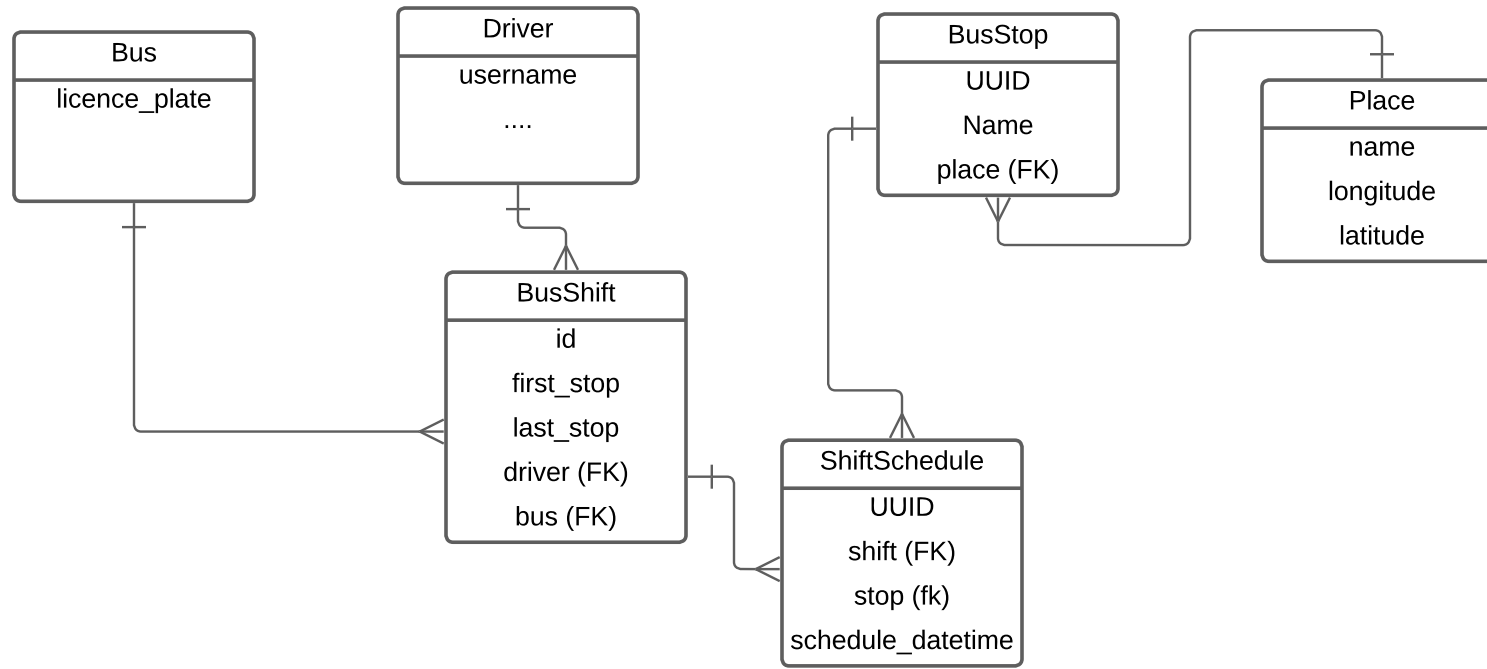 Bus
licence_plate
Driver
username
....
BusStop
UUID
Name
place (FK)
Place
name
longitude
latitude
BusShift
id
first_stop
last_stop
driver (FK)
bus (FK)
ShiftSchedule
UUID
shift (FK)
stop (fk)
schedule_datetime